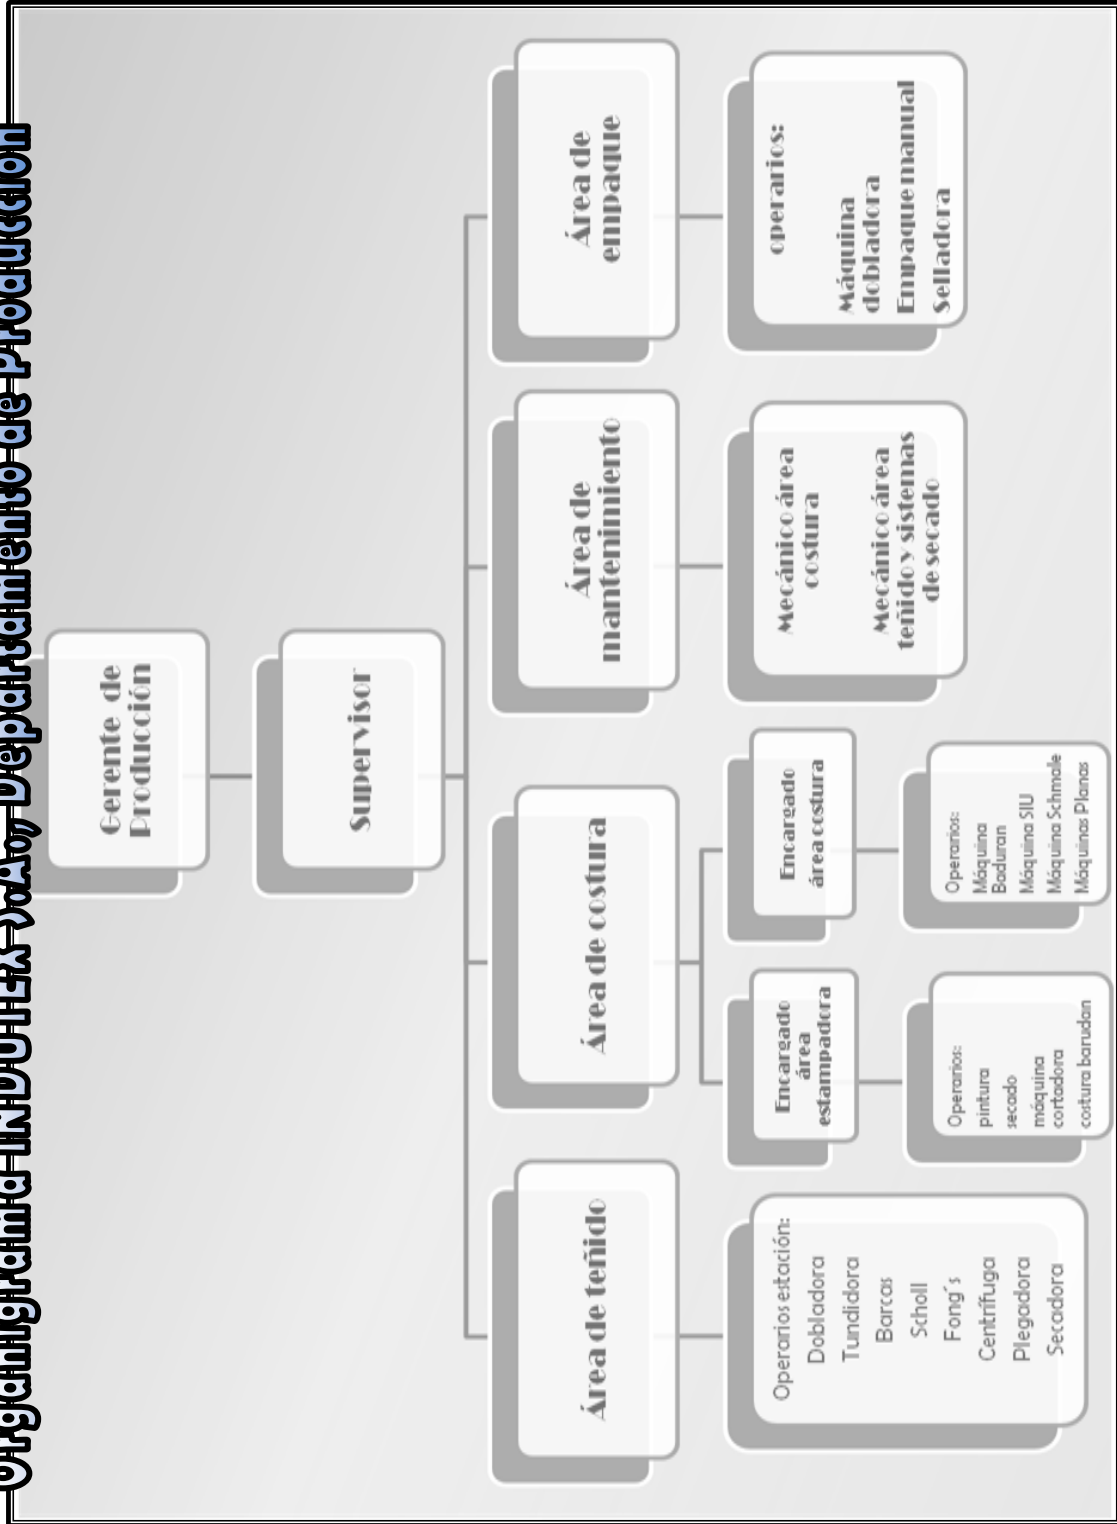 Organigrama INDUTEX S.A., Departamento de Producción
Gerente de
Producción
Supervisor
Área de teñido
Operarios estación:
Dobladora
Tundidora
Barcas
Scholl
Fong´s
Centrífuga
Plegadora
Secadora
Área de costura
Encargado
área
estampadora
Operarios:
pintura
secado
máquina
cortadora
costura barudan
Encargado
área costura
Operarios:
Máquina
Baduran
Máquina SIU
Máquina Schmale
Máquinas Planas
Área de
mantenimiento
Mecánico área
costura
Mecánico área
teñido y sistemas
de secado
Área de
empaque
operarios:
Máquina
dobladora
Empaque manual
Selladora